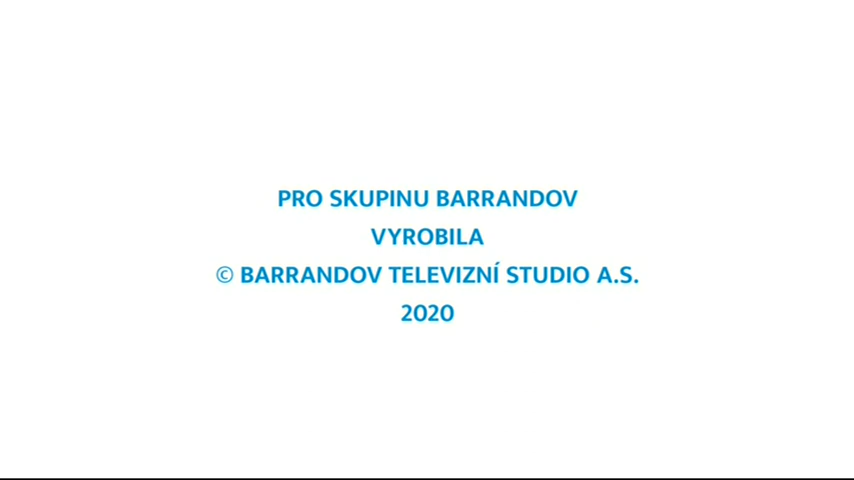 PRO SKUPINU BARRANDOV
VYROBILA
© BARRANDOV TELEVIZNÍ STUDIO A.S.
2020